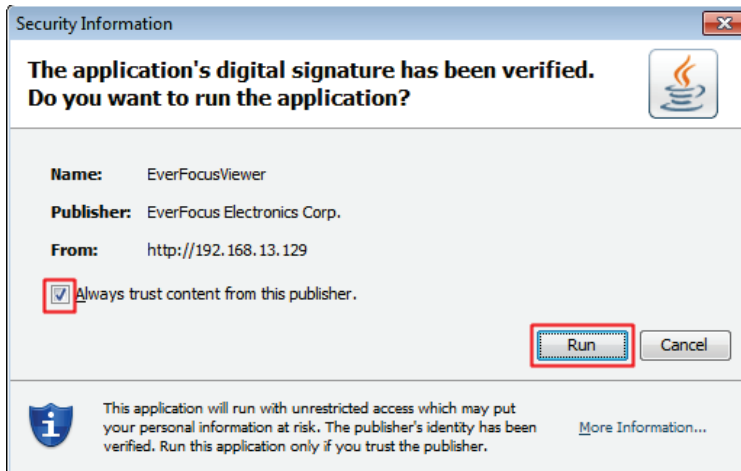 Security Information
The application's digital signature has been verified.
Do you want to run the application?
Name: EverFocusViewer
Publisher: EverFocus Electronics Corp.
From: http://192.168.13.129
Always trust content from this publisher.
Run Cancel
This application will run with unrestricted access which may put
your personal information at risk. The publisher's identity has been More Information...
verified. Run this application only if you trust the publisher.